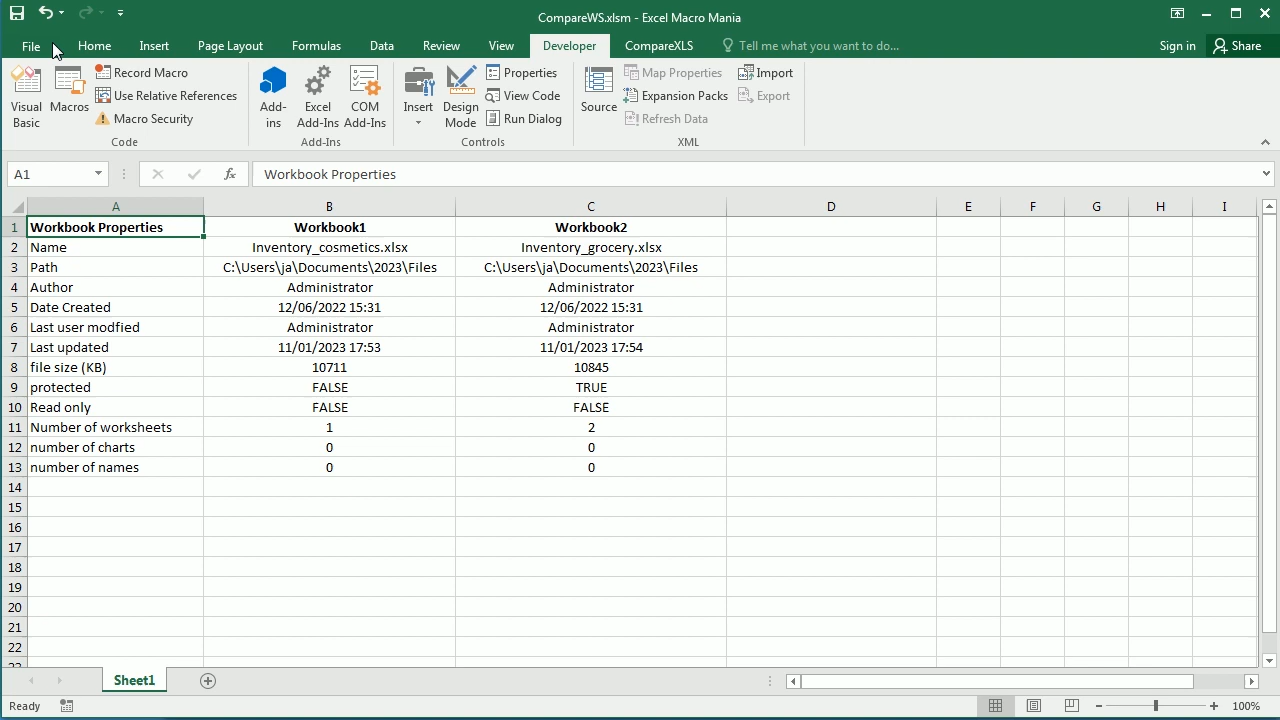 CompareWS.xlsm - Excel Macro Mania
File Home Insert Page Layout Formulas Data Review View Developer CompareXLS Tell me what you want to do... Sign in Share
Visual Basic
Macros
Record Macro
Use Relative References
Macro Security
Code
Add-ins
Excel Add-Ins
COM Add-Ins
Add-Ins
Insert
Design Mode
Properties
View Code
Run Dialog
Controls
Source
Map Properties
Expansion Packs
Refresh Data
Import
Export
XML
A1 fx Workbook Properties
A B C D E F G H I
1 Workbook Properties Workbook1 Workbook2
2 Name Inventory_cosmetics.xlsx Inventory_grocery.xlsx
3 Path C:\Users\ja\Documents\2023\Files C:\Users\ja\Documents\2023\Files
4 Author Administrator Administrator
5 Date Created 12/06/2022 15:31 12/06/2022 15:31
6 Last user modfied Administrator Administrator
7 Last updated 11/01/2023 17:53 11/01/2023 17:54
8 file size (KB) 10711 10845
9 protected FALSE TRUE
10 Read only FALSE FALSE
11 Number of worksheets 1 2
12 number of charts 0 0
13 number of names 0 0
14
15
16
17
18
19
20
21
22
23
Sheet1
Ready 100%